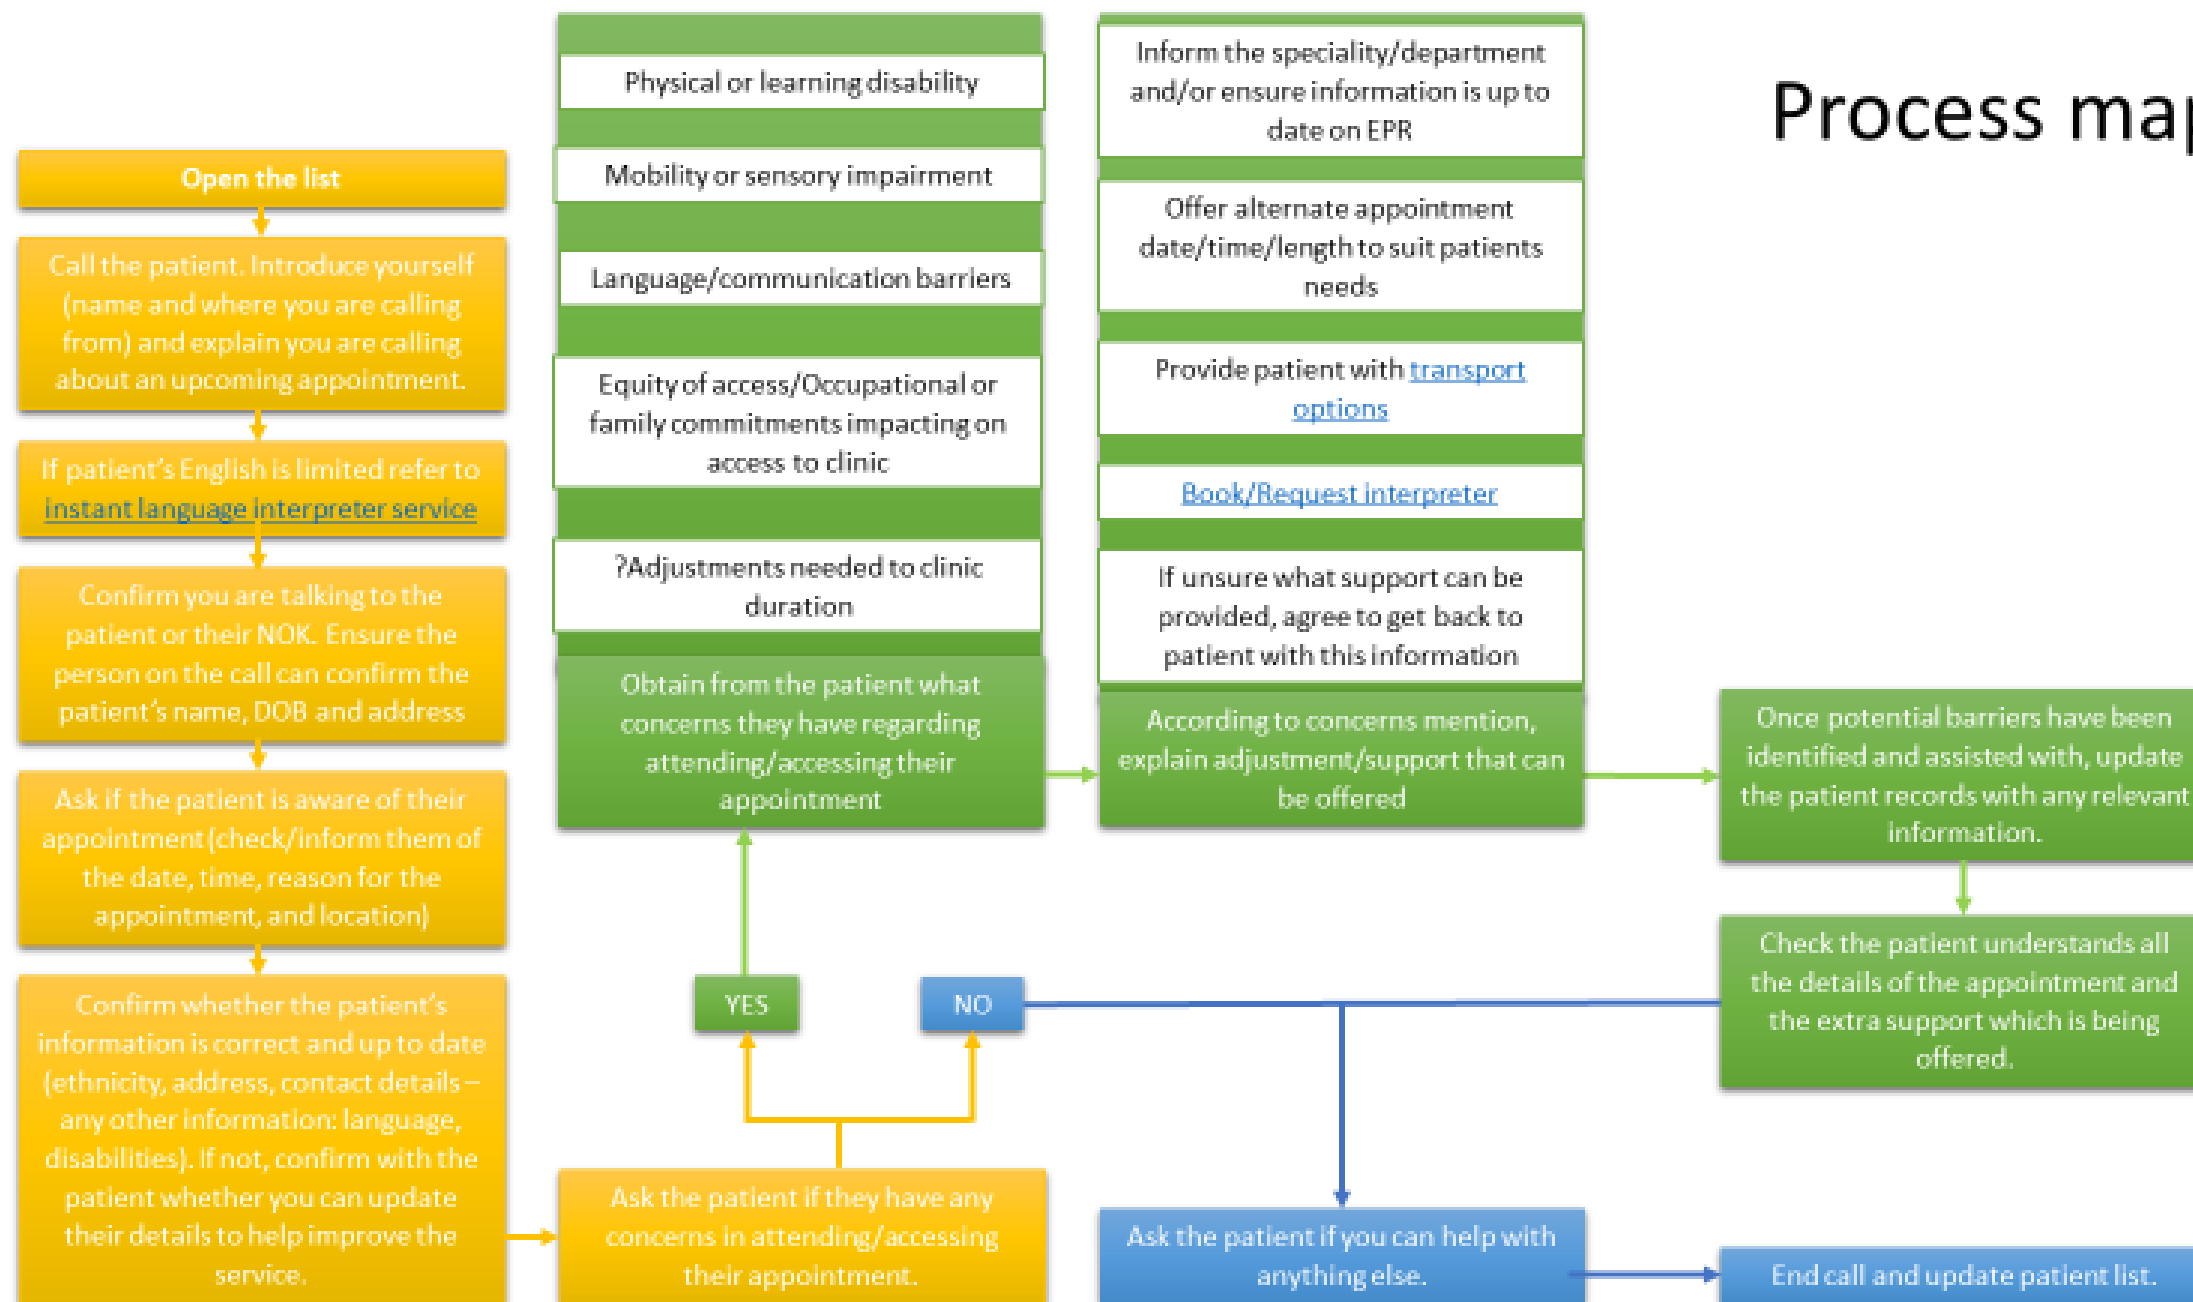 Process map
Open the list
Call the patient. Introduce yourself
(name and where you are calling
from) and explain you are calling
about an upcoming appointment.
If patient's English is limited refer to
instant language interpreter service
Confirm you are talking to the
patient or their NOK. Ensure the
person on the call can confirm the
patient's name, DOB and address
Ask if the patient is aware of their
appointment(check/inform them of
the date, time, reason for the
appointment, and location)
Confirm whether the patient's
information is correct and up to date
(ethnicity, address, contact details –
any other information: language,
disabilities). If not, confirm with the
patient whether you can update
their details to help improve the
service.
Ask the patient if they have any
concerns in attending/accessing
their appointment.
YES
NO
Physical or learning disability
Mobility or sensory impairment
Language/communication barriers
Equity of access/Occupational or
family commitments impacting on
access to clinic
?Adjustments needed to clinic
duration
Obtain from the patient what
concerns they have regarding
attending/accessing their
appointment
Inform the speciality/department
and/or ensure information is up to
date on EPR
Offer alternate appointment
date/time/length to suit patients
needs
Provide patient with transport
options
Book/Request interpreter
If unsure what support can be
provided, agree to get back to
patient with this information
According to concerns mention,
explain adjustment/support that can
be offered
Once potential barriers have been
identified and assisted with, update
the patient records with any relevant
information.
Check the patient understands all
the details of the appointment and
the extra support which is being
offered.
Ask the patient if you can help with
anything else.
End call and update patient list.